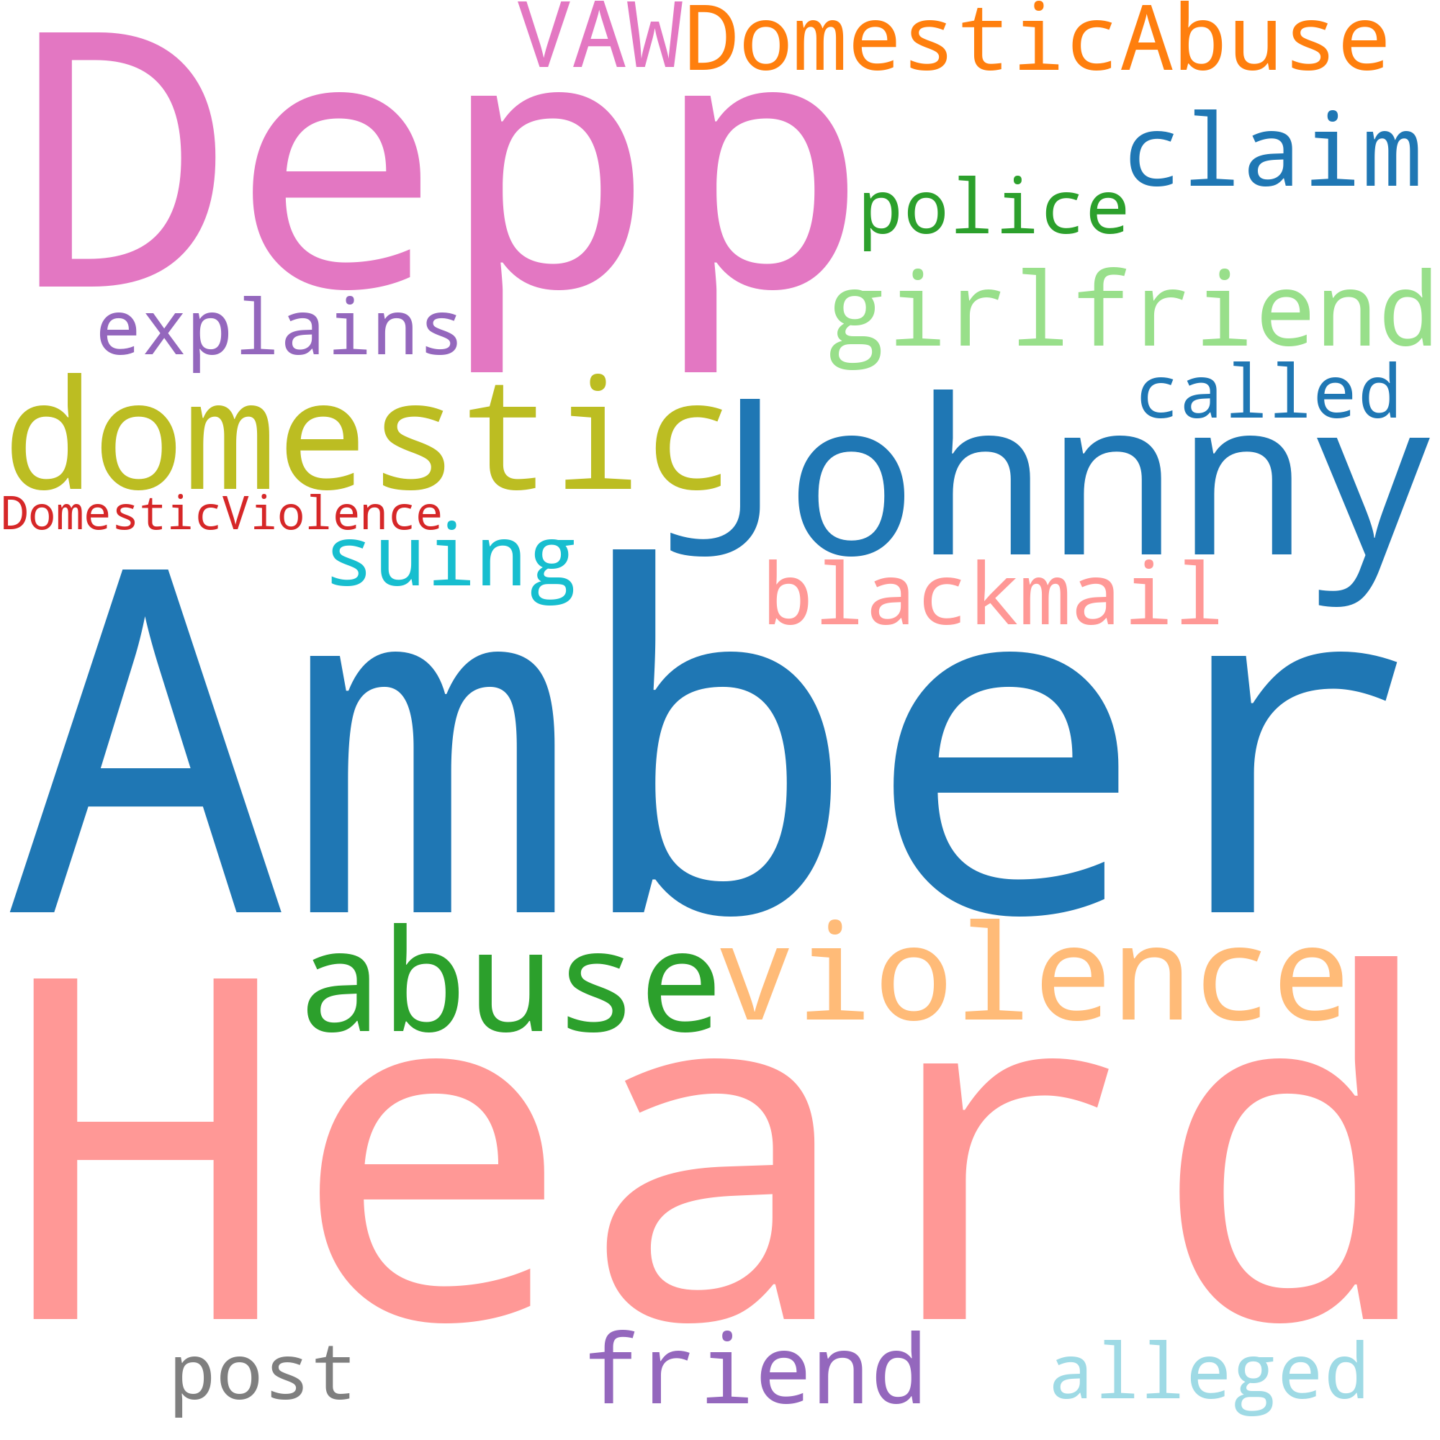 VAW DomesticAbuse
Depp
claim
police
girlfriend
explains
called
domestic
Johnny
DomesticViolence
suing
blackmail
Amber
abuse violence
Heard
post friend alleged